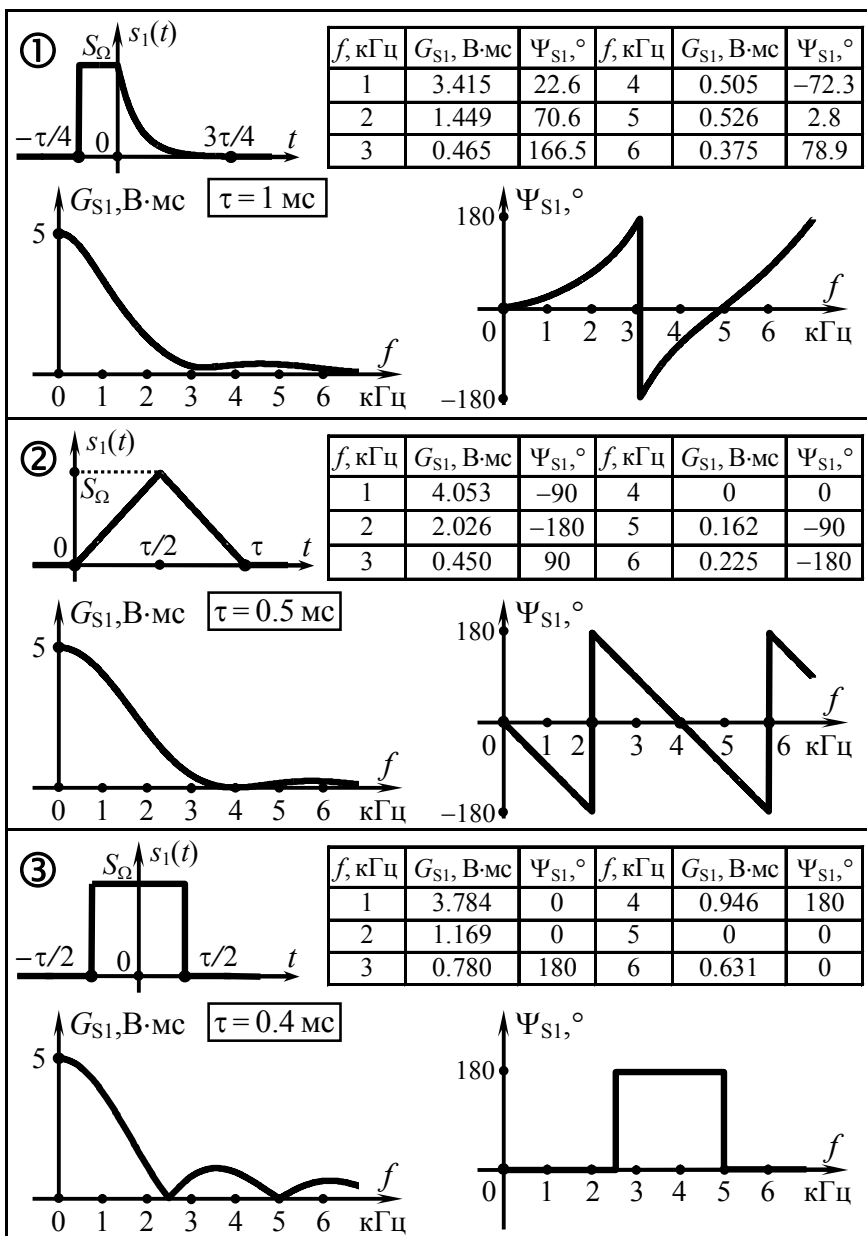 ①
s₁(t)
S_Ω
−τ/4 0 3τ/4 t
f, кГц G_S1, В·мс Ψ_S1,° f, кГц G_S1, В·мс Ψ_S1,°
1 3.415 22.6 4 0.505 −72.3
2 1.449 70.6 5 0.526 2.8
3 0.465 166.5 6 0.375 78.9
G_S1,В·мс τ = 1 мс
5
f
0 1 2 3 4 5 6 кГц
Ψ_S1,°
180
f
0 1 2 3 4 5 6 кГц
−180
②
s₁(t)
S_Ω
0 τ/2 τ t
f, кГц G_S1, В·мс Ψ_S1,° f, кГц G_S1, В·мс Ψ_S1,°
1 4.053 −90 4 0 0
2 2.026 −180 5 0.162 −90
3 0.450 90 6 0.225 −180
G_S1,В·мс τ = 0.5 мс
5
f
0 1 2 3 4 5 6 кГц
Ψ_S1,°
180
f
0 1 2 3 4 5 6 кГц
−180
③
S_Ω s₁(t)
−τ/2 0 τ/2 t
f, кГц G_S1, В·мс Ψ_S1,° f, кГц G_S1, В·мс Ψ_S1,°
1 3.784 0 4 0.946 180
2 1.169 0 5 0 0
3 0.780 180 6 0.631 0
G_S1,В·мс τ = 0.4 мс
5
f
0 1 2 3 4 5 6 кГц
Ψ_S1,°
180
f
0 1 2 3 4 5 6 кГц